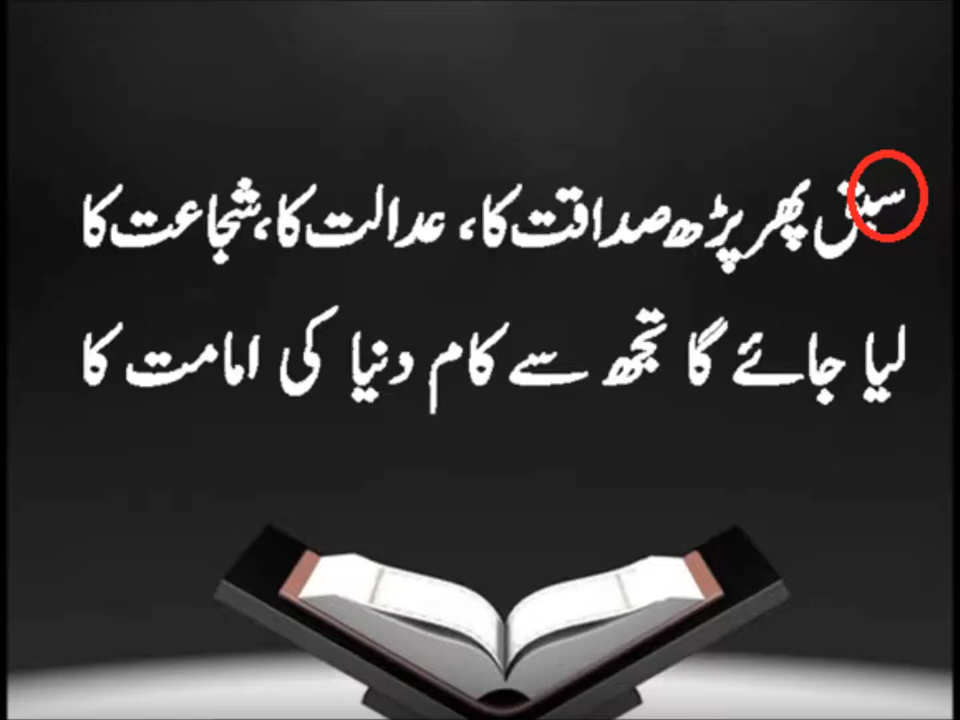 سبق پھر پڑھ صداقت کا، عدالت کا، شجاعت کا
لیا جائے گا تجھ سے کام دنیا کی امامت کا